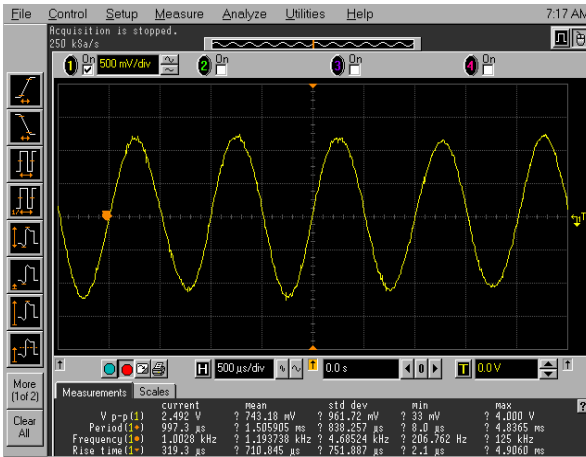 File Control Setup Measure Analyze Utilities Help 7:17 AM
Acquisition is stopped.
250 kSa/s
1 On 500 mV/div 2 On 3 On 4 On
T
More
(1of 2)
Clear
All
H 500 µs/div 0.0 s 0 T 0.0 V
Measurements Scales
current mean std dev min max
V p-p(1) 2.492 V ? 743.18 mV ? 961.72 mV ? 33 mV ? 4.000 V
Period(1) 997.3 µs ? 1.505905 ms ? 838.257 µs ? 8.0 µs ? 4.8365 ms
Frequency(1) 1.0028 kHz ? 1.193738 kHz ? 4.68524 kHz ? 206.762 Hz ? 125 kHz
Rise time(1) 319.3 µs ? 710.845 µs ? 751.887 µs ? 2.1 µs ? 4.9060 ms